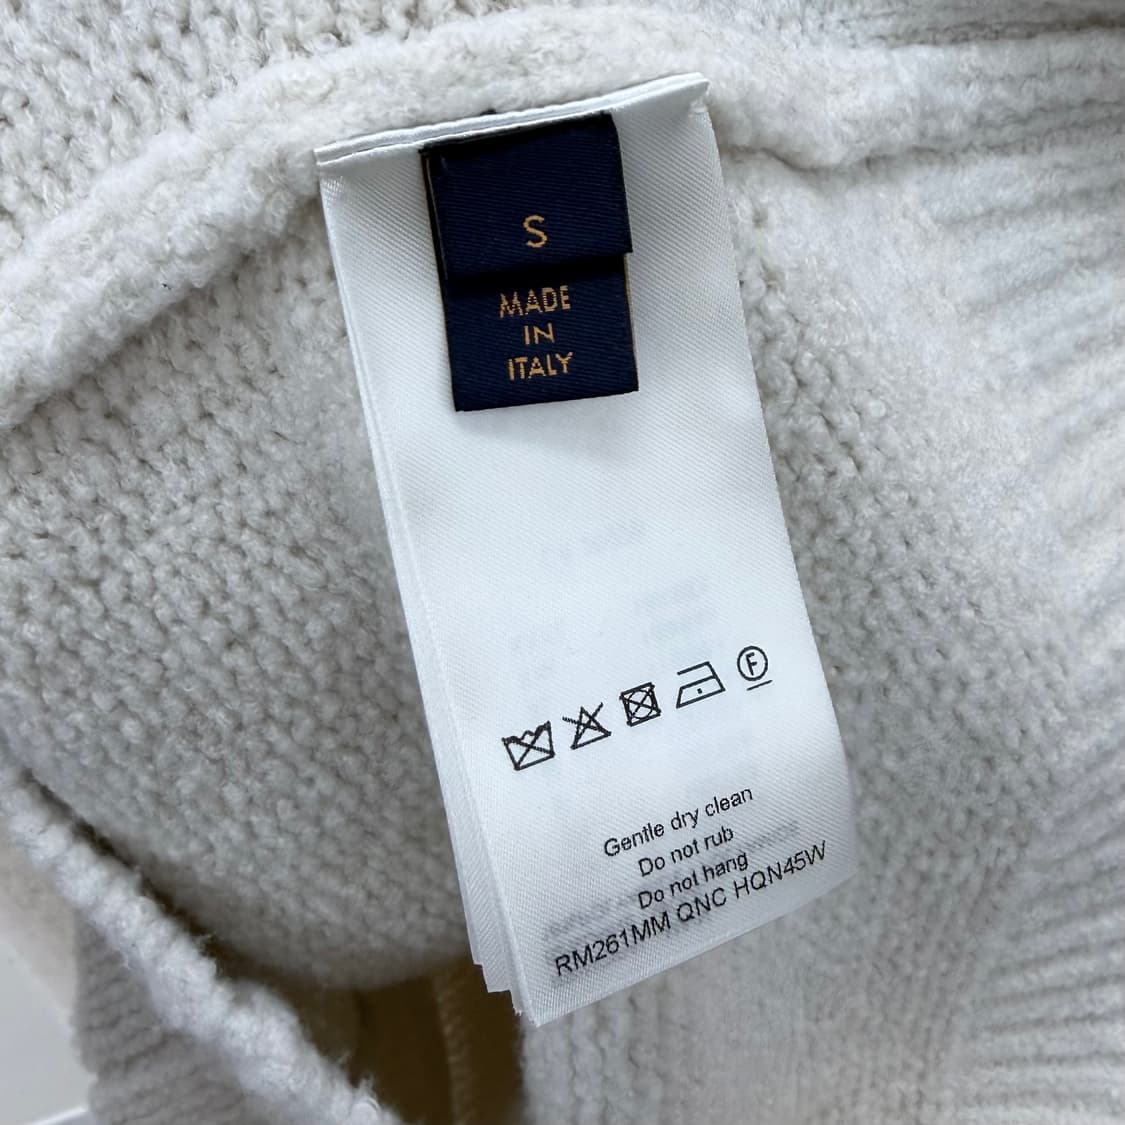 S
MADE
IN
ITALY
F
Gentle dry clean
Do not rub
Do not hang
RM261MM QNC HQN45W